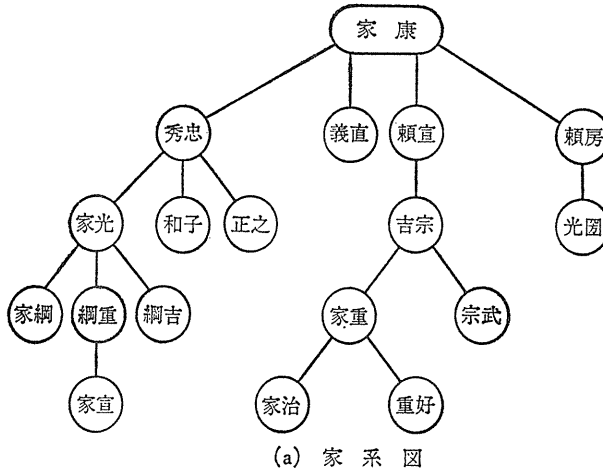 家康
秀忠 義直 頼宣 頼房
家光 和子 正之 吉宗 光圀
家綱 綱重 綱吉 家重 宗武
家宣 家治 重好
(a) 家系図